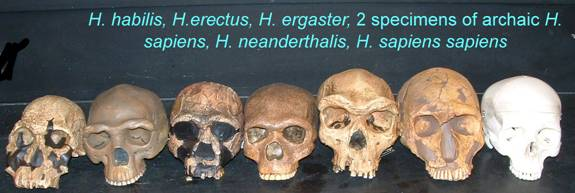 H. habilis, H.erectus, H. ergaster, 2 specimens of archaic H.
sapiens, H. neanderthalis, H. sapiens sapiens